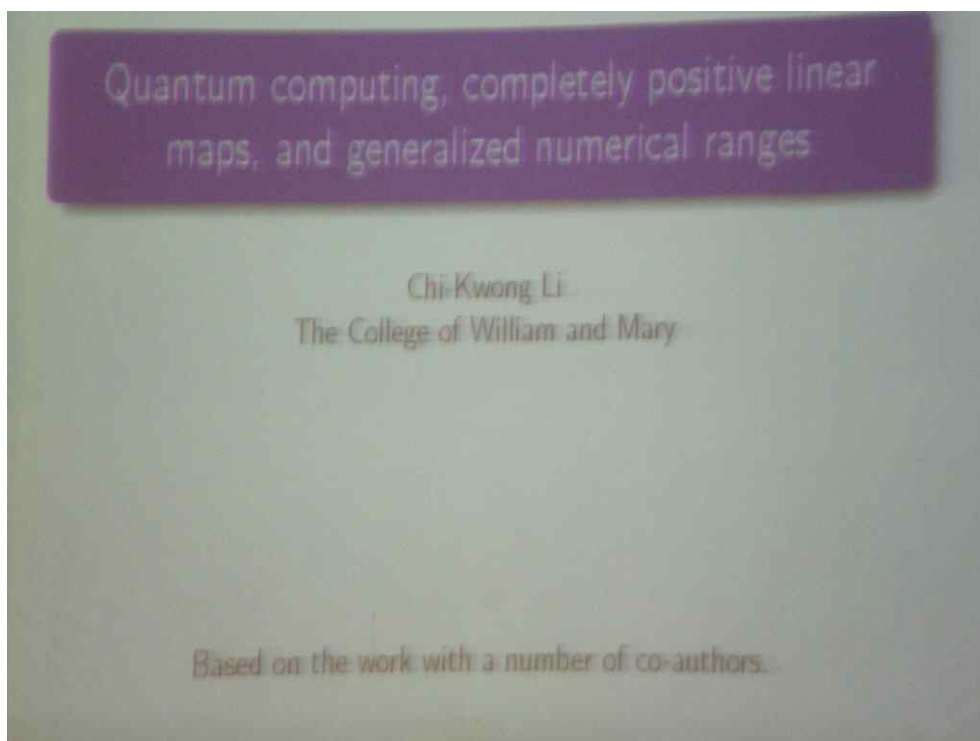 Quantum computing, completely positive linear
maps, and generalized numerical ranges
Chi-Kwong Li
The College of William and Mary
Based on the work with a number of co-authors.